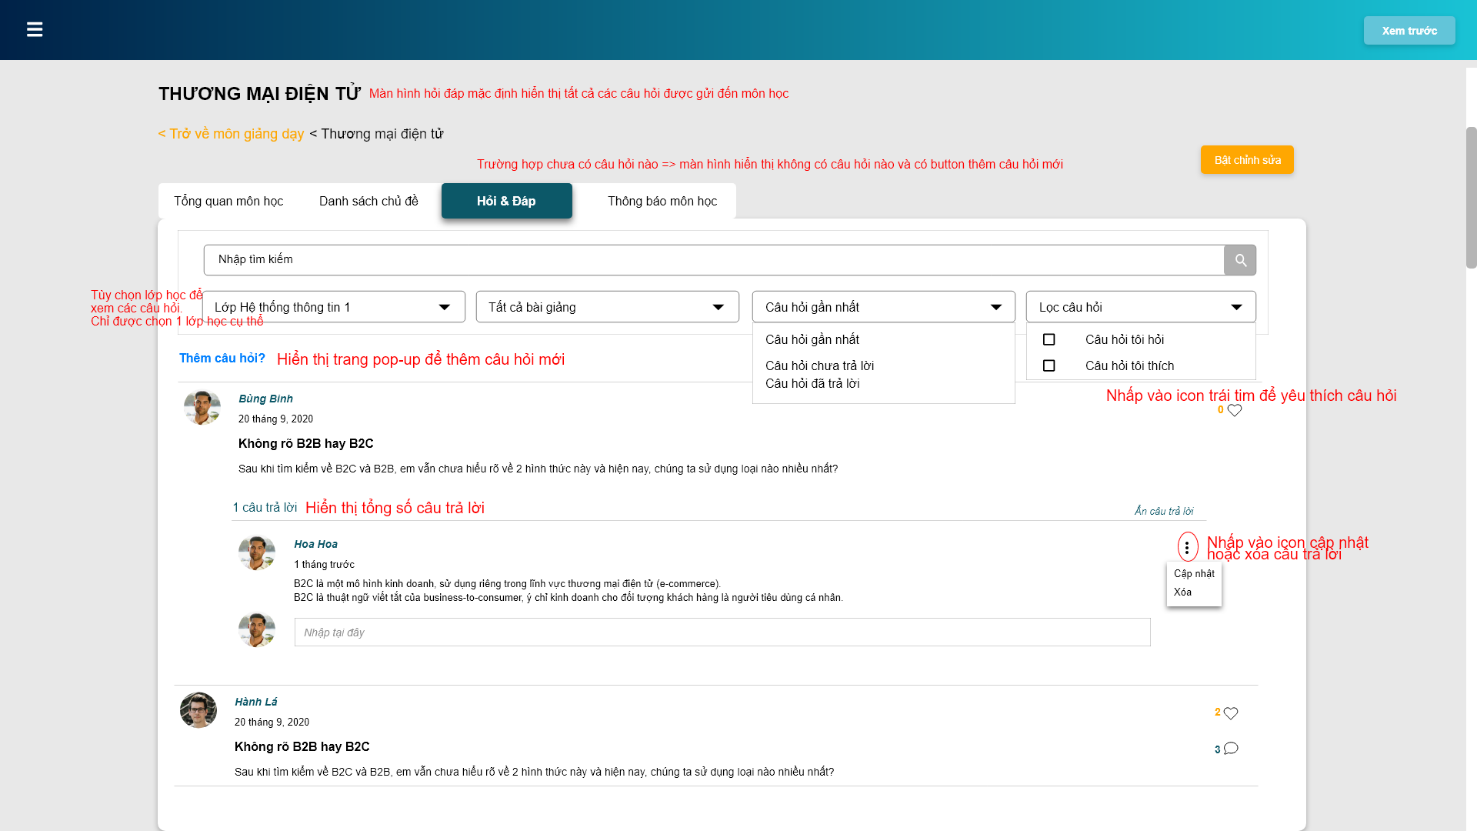 Xem trước
THƯƠNG MẠI ĐIỆN TỬ
Màn hình hỏi đáp mặc định hiển thị tất cả các câu hỏi được gửi đến môn học
< Trở về môn giảng dạy < Thương mại điện tử
Trường hợp chưa có câu hỏi nào => màn hình hiển thị không có câu hỏi nào và có button thêm câu hỏi mới
Bật chỉnh sửa
Tổng quan môn học
Danh sách chủ đề
Hỏi & Đáp
Thông báo môn học
Nhập tìm kiếm
Tùy chọn lớp học để
xem các câu hỏi.
Chỉ được chọn 1 lớp học cụ thể
Lớp Hệ thống thông tin 1
Tất cả bài giảng
Câu hỏi gần nhất
Lọc câu hỏi
Câu hỏi gần nhất
Câu hỏi chưa trả lời
Câu hỏi đã trả lời
Câu hỏi tôi hỏi
Câu hỏi tôi thích
Thêm câu hỏi?
Hiển thị trang pop-up để thêm câu hỏi mới
Nhấp vào icon trái tim để yêu thích câu hỏi
Bùng Binh
20 tháng 9, 2020
0
Không rõ B2B hay B2C
Sau khi tìm kiếm về B2C và B2B, em vẫn chưa hiểu rõ về 2 hình thức này và hiện nay, chúng ta sử dụng loại nào nhiều nhất?
1 câu trả lời
Hiển thị tổng số câu trả lời
Ẩn câu trả lời
Hoa Hoa
1 tháng trước
B2C là một mô hình kinh doanh, sử dụng riêng trong lĩnh vực thương mại điện tử (e-commerce).
B2C là thuật ngữ viết tắt của business-to-consumer, ý chỉ kinh doanh cho đối tượng khách hàng là người tiêu dùng cá nhân.
Nhấp vào icon cập nhật
hoặc xóa câu trả lời
Cập nhật
Xóa
Nhập tại đây
Hành Lá
20 tháng 9, 2020
2
Không rõ B2B hay B2C
3
Sau khi tìm kiếm về B2C và B2B, em vẫn chưa hiểu rõ về 2 hình thức này và hiện nay, chúng ta sử dụng loại nào nhiều nhất?